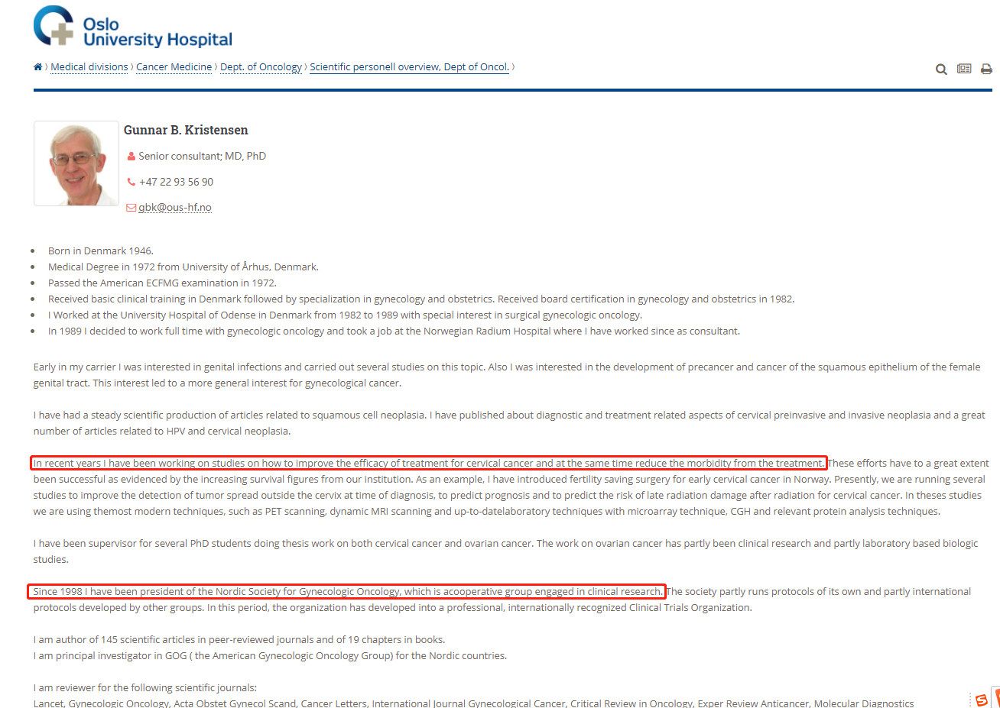 Oslo
University Hospital
Medical divisions 〉 Cancer Medicine 〉 Dept. of Oncology 〉 Scientific personell overview, Dept of Oncol. 〉
Gunnar B. Kristensen
Senior consultant; MD, PhD
+47 22 93 56 90
gbk@ous-hf.no
Born in Denmark 1946.
Medical Degree in 1972 from University of Århus, Denmark.
Passed the American ECFMG examination in 1972.
Received basic clinical training in Denmark followed by specialization in gynecology and obstetrics. Received board certification in gynecology and obstetrics in 1982.
I Worked at the University Hospital of Odense in Denmark from 1982 to 1989 with special interest in surgical gynecologic oncology.
In 1989 I decided to work full time with gynecologic oncology and took a job at the Norwegian Radium Hospital where I have worked since as consultant.
Early in my carrier I was interested in genital infections and carried out several studies on this topic. Also I was interested in the development of precancer and cancer of the squamous epithelium of the female
genital tract. This interest led to a more general interest for gynecological cancer.
I have had a steady scientific production of articles related to squamous cell neoplasia. I have published about diagnostic and treatment related aspects of cervical preinvasive and invasive neoplasia and a great
number of articles related to HPV and cervical neoplasia.
In recent years I have been working on studies on how to improve the efficacy of treatment for cervical cancer and at the same time reduce the morbidity from the treatment. These efforts have to a great extent
been successful as evidenced by the increasing survival figures from our institution. As an example, I have introduced fertility saving surgery for early cervical cancer in Norway. Presently, we are running several
studies to improve the detection of tumor spread outside the cervix at time of diagnosis, to predict prognosis and to predict the risk of late radiation damage after radiation for cervical cancer. In theses studies
we are using themost modern techniques, such as PET scanning, dynamic MRI scanning and up-to-datelaboratory techniques with microarray technique, CGH and relevant protein analysis techniques.
I have been supervisor for several PhD students doing thesis work on both cervical cancer and ovarian cancer. The work on ovarian cancer has partly been clinical research and partly laboratory based biologic
studies.
Since 1998 I have been president of the Nordic Society for Gynecologic Oncology, which is acooperative group engaged in clinical research. The society partly runs protocols of its own and partly international
protocols developed by other groups. In this period, the organization has developed into a professional, internationally recognized Clinical Trials Organization.
I am author of 145 scientific articles in peer-reviewed journals and of 19 chapters in books.
I am principal investigator in GOG ( the American Gynecologic Oncology Group) for the Nordic countries.
I am reviewer for the following scientific journals:
Lancet, Gynecologic Oncology, Acta Obstet Gynecol Scand, Cancer Letters, International Journal Gynecological Cancer, Critical Review in Oncology, Exper Review Anticancer, Molecular Diagnostics